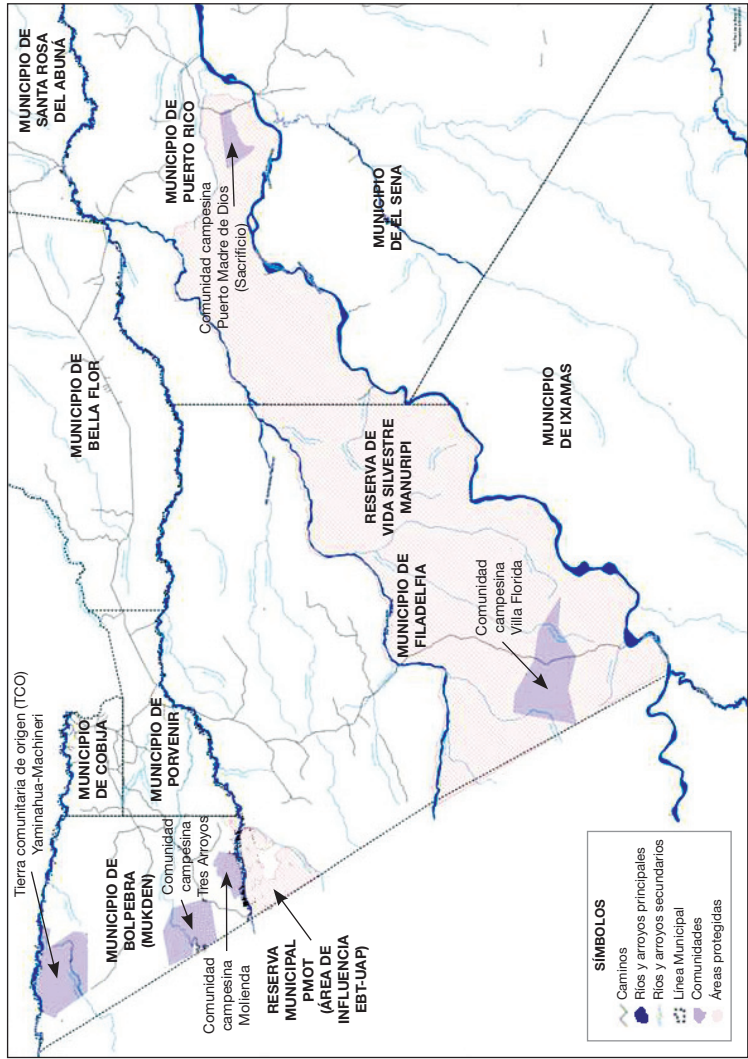 Tierra comunitaria de origen (TCO)
Yaminahua-Machineri
MUNICIPIO
DE COBIJA
MUNICIPIO DE
BOLPEBRA
(MUKDEN)
MUNICIPIO DE
PORVENIR
Comunidad
campesina
Tres Arroyos
Comunidad
campesina
Molienda
RESERVA
MUNICIPAL
PMOT
(ÁREA DE
INFLUENCIA
EBT-UAP)
MUNICIPIO DE
BELLA FLOR
MUNICIPIO DE
SANTA ROSA
DEL ABUNÁ
MUNICIPIO DE
PUERTO RICO
Comunidad campesina
Puerto Madre de Dios
(Sacrificio)
MUNICIPIO
DE EL SENA
RESERVA DE
VIDA SILVESTRE
MANURIPI
MUNICIPIO DE
FILADELFIA
Comunidad
campesina
Villa Florida
MUNICIPIO
DE IXIAMAS
SÍMBOLOS
Caminos
Ríos y arroyos principales
Ríos y arroyos secundarios
Línea Municipal
Comunidades
Áreas protegidas